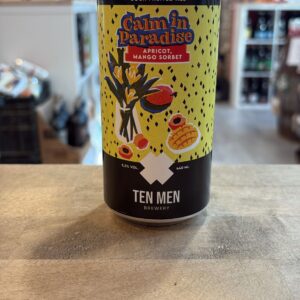 Calm in
Paradise
APRICOT,
MANGO SORBET
TEN MEN
BREWERY